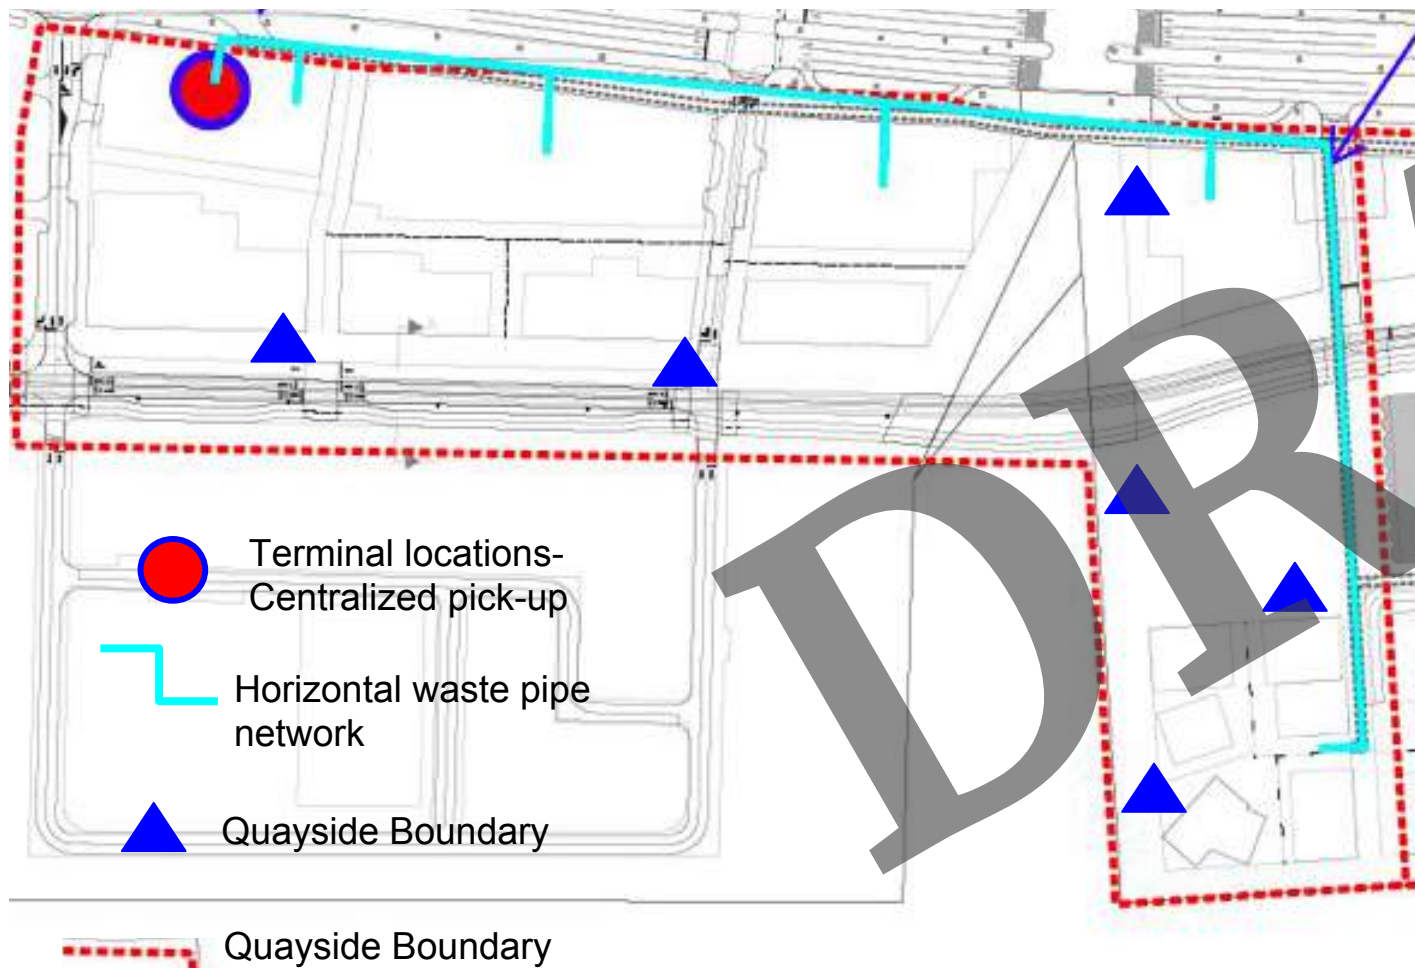 Terminal locations-
Centralized pick-up
Horizontal waste pipe
network
Quayside Boundary
Quayside Boundary
DR